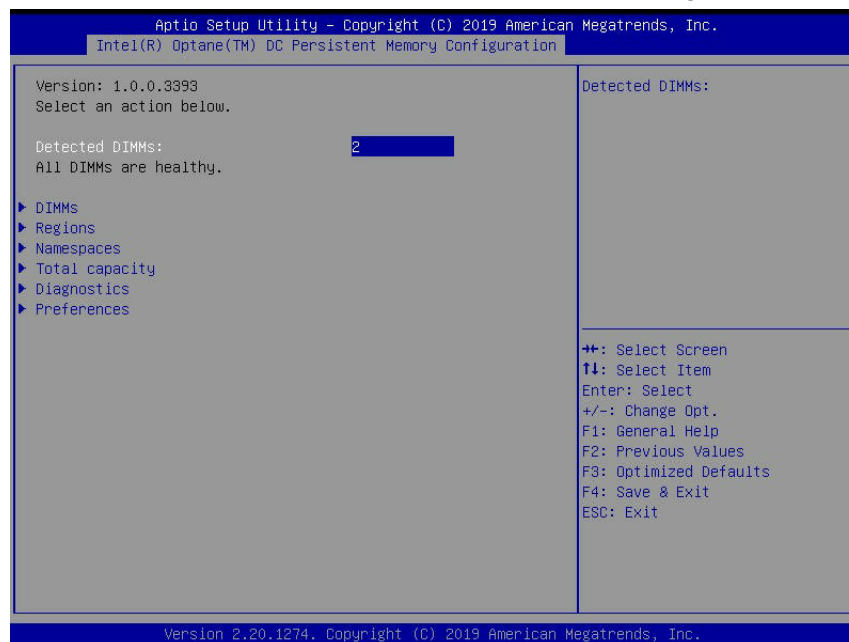 Aptio Setup Utility – Copyright (C) 2019 American Megatrends, Inc.
Intel(R) Optane(TM) DC Persistent Memory Configuration
Version: 1.0.0.3393
Select an action below.
Detected DIMMs: 2
All DIMMs are healthy.
▶ DIMMs
▶ Regions
▶ Namespaces
▶ Total capacity
▶ Diagnostics
▶ Preferences
Detected DIMMs:
→←: Select Screen
↑↓: Select Item
Enter: Select
+/-: Change Opt.
F1: General Help
F2: Previous Values
F3: Optimized Defaults
F4: Save & Exit
ESC: Exit
Version 2.20.1274. Copyright (C) 2019 American Megatrends, Inc.